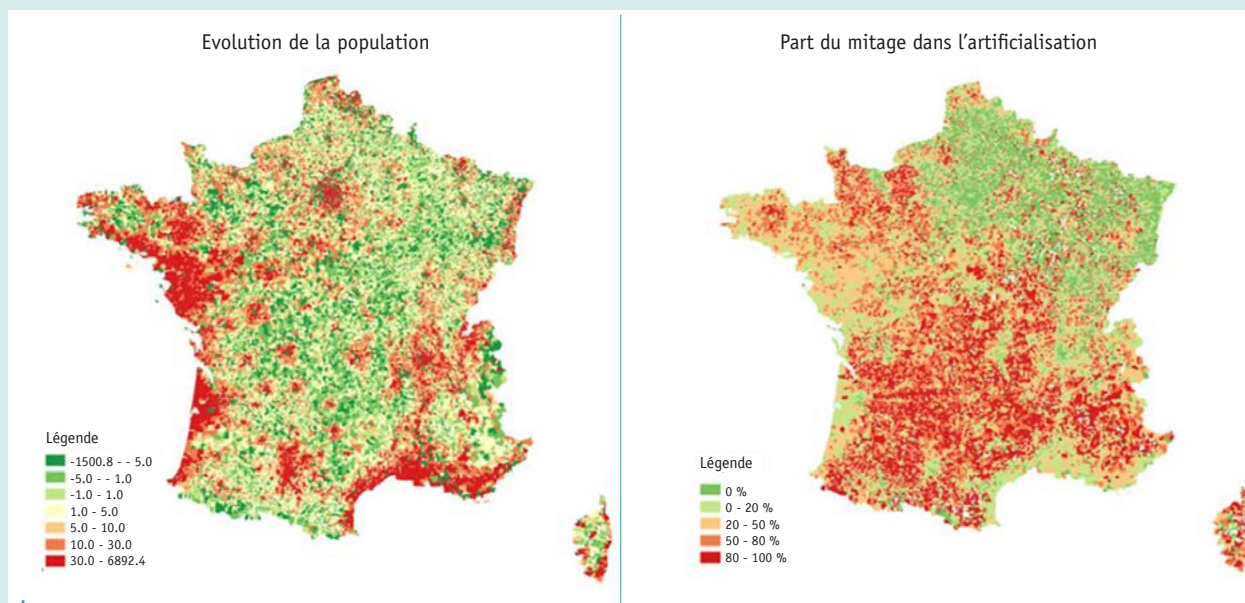 Evolution de la population
Légende
-1500.8 - - 5.0
-5.0 - - 1.0
-1.0 - 1.0
1.0 - 5.0
5.0 - 10.0
10.0 - 30.0
30.0 - 6892.4
Part du mitage dans l'artificialisation
Légende
0 %
0 - 20 %
20 - 50 %
50 - 80 %
80 - 100 %